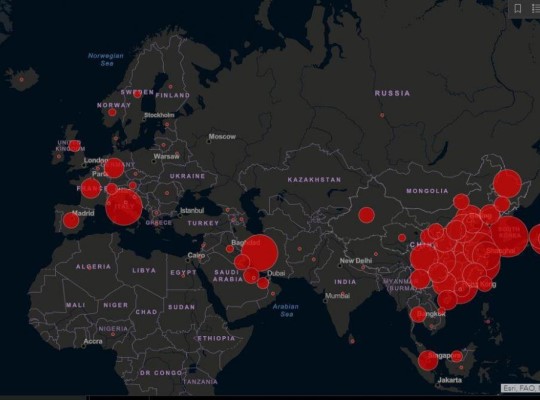 Norwegian
Sea
SWEDEN
FINLAND
NORWAY
RUSSIA
Stockholm
Moscow
UNITED
KINGDOM
London
Warsaw
Paris
UKRAINE
KAZAKHSTAN
MONGOLIA
FRANCE
Madrid
Istanbul
GREECE
TURKEY
Baghdad
Cairo
New Delhi
ALGERIA
LIBYA
EGYPT
SAUDI
ARABIA
Dubai
INDIA
MYANMAR
(BURMA)
Mumbai
MALI
NIGER
CHAD
SUDAN
Arabian
Sea
Bangkok
NIGERIA
Accra
ETHIOPIA
Singapore
DR CONGO
TANZANIA
Jakarta
Esri, FAO,